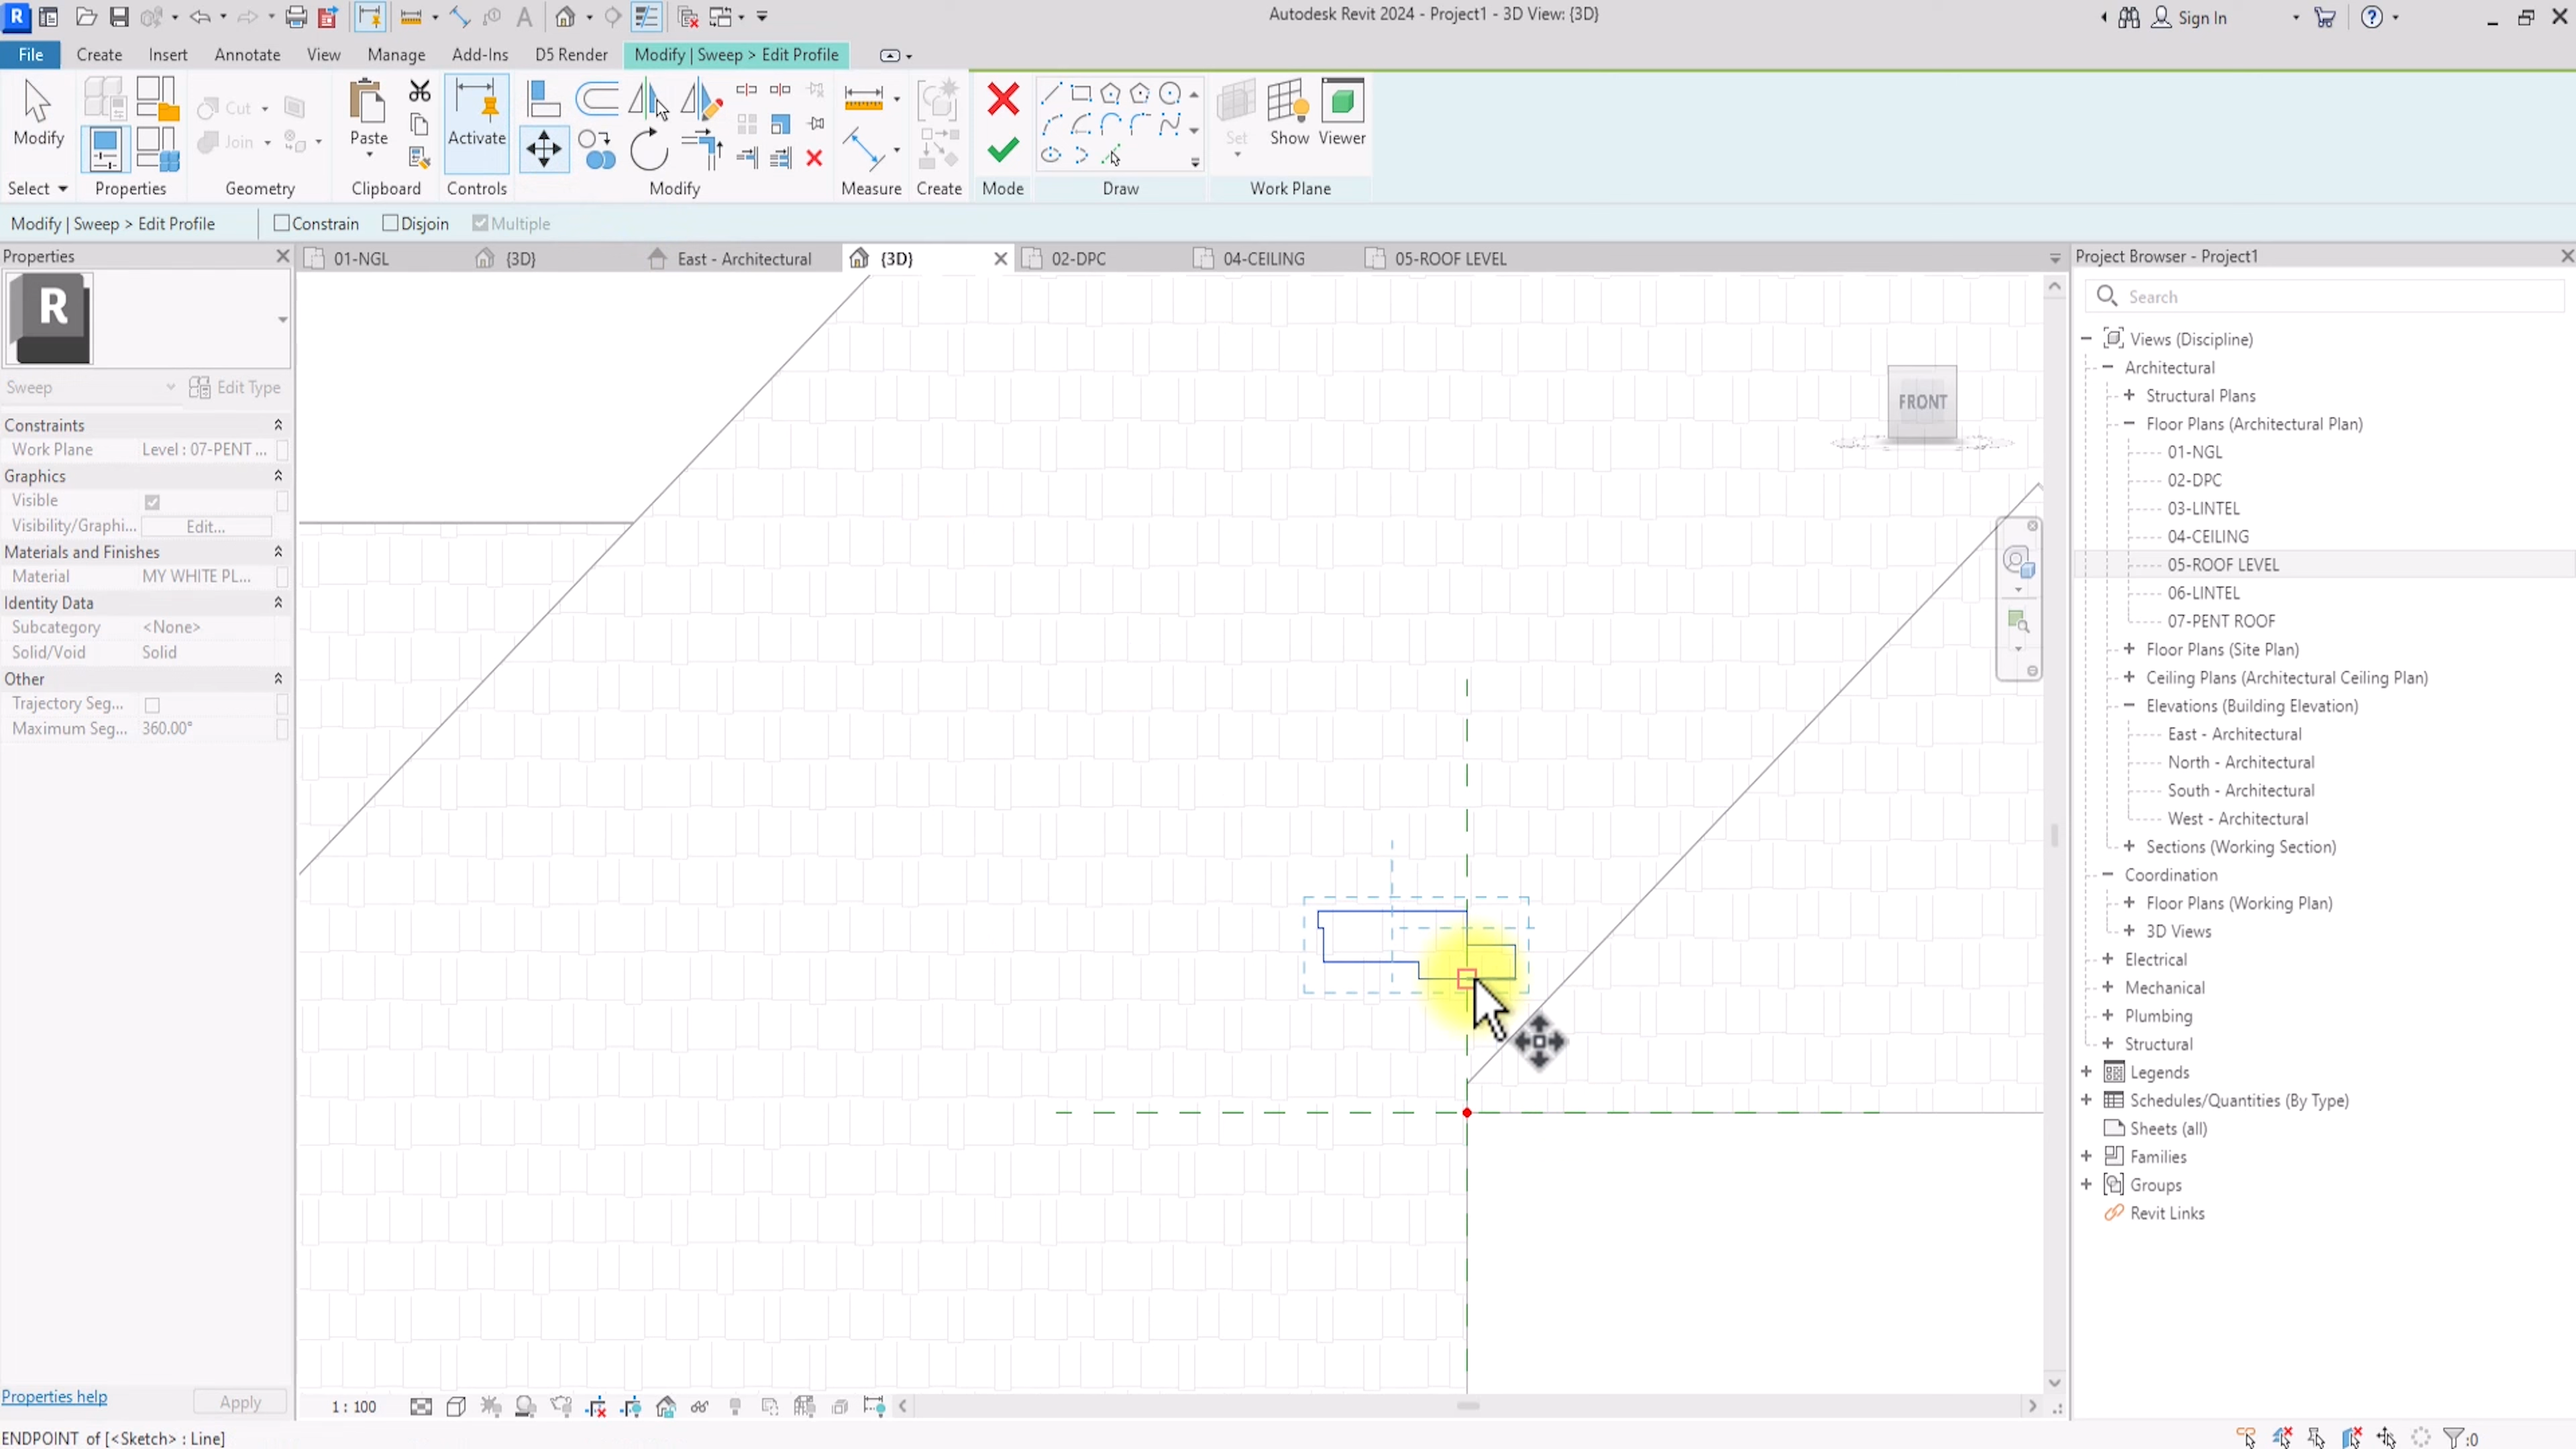 Autodesk Revit 2024 - Project1 - 3D View: {3D}
Sign In
File Create Insert Annotate View Manage Add-Ins D5 Render Modify | Sweep > Edit Profile
Modify Cut Join Paste Activate Set Show Viewer
Select Properties Geometry Clipboard Controls Modify Measure Create Mode Draw Work Plane
Modify | Sweep > Edit Profile Constrain Disjoin Multiple
Properties
01-NGL {3D} East - Architectural {3D} 02-DPC 04-CEILING 05-ROOF LEVEL
R
Sweep Edit Type
Constraints
Work Plane Level : 07-PENT ...
Graphics
Visible
Visibility/Graphi... Edit...
Materials and Finishes
Material MY WHITE PL...
Identity Data
Subcategory <None>
Solid/Void Solid
Other
Trajectory Seg...
Maximum Seg... 360.00°
Properties help Apply
FRONT
1 : 100
ENDPOINT of [<Sketch> : Line]
Project Browser - Project1
Search
Views (Discipline)
Architectural
Structural Plans
Floor Plans (Architectural Plan)
01-NGL
02-DPC
03-LINTEL
04-CEILING
05-ROOF LEVEL
06-LINTEL
07-PENT ROOF
Floor Plans (Site Plan)
Ceiling Plans (Architectural Ceiling Plan)
Elevations (Building Elevation)
East - Architectural
North - Architectural
South - Architectural
West - Architectural
Sections (Working Section)
Coordination
Floor Plans (Working Plan)
3D Views
Electrical
Mechanical
Plumbing
Structural
Legends
Schedules/Quantities (By Type)
Sheets (all)
Families
Groups
Revit Links
:0